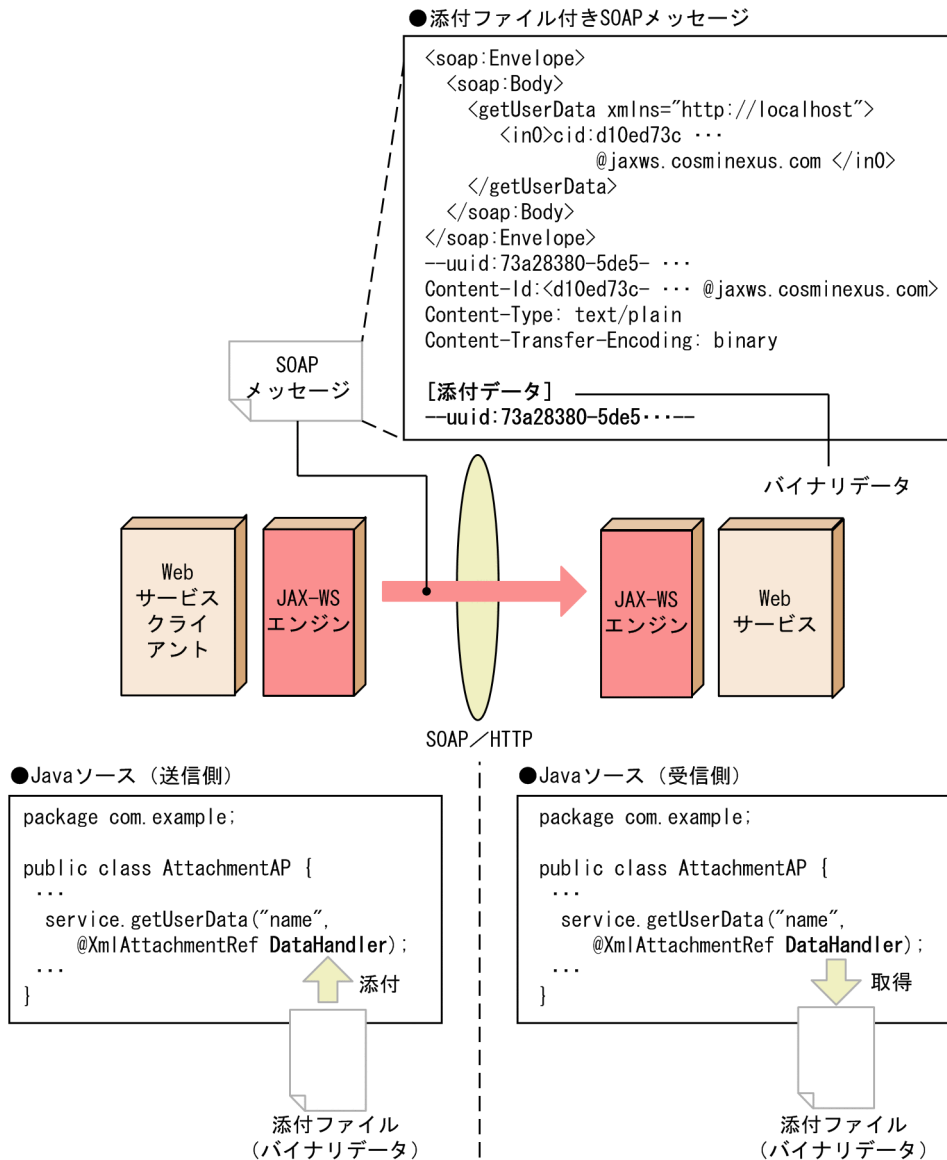 ●添付ファイル付きSOAPメッセージ
<soap:Envelope>
<soap:Body>
<getUserData xmlns="http://localhost">
<in0>cid:d10ed73c ･･･
@jaxws.cosminexus.com </in0>
</getUserData>
</soap:Body>
</soap:Envelope>
--uuid:73a28380-5de5- ･･･
Content-Id:<d10ed73c- ･･･ @jaxws.cosminexus.com>
Content-Type: text/plain
Content-Transfer-Encoding: binary
[添付データ]
--uuid:73a28380-5de5･･･--
SOAP
メッセージ
バイナリデータ
Web
サービス
クライ
アント
JAX-WS
エンジン
JAX-WS
エンジン
Web
サービス
SOAP／HTTP
●Javaソース（送信側）
package com.example;
public class AttachmentAP {
･･･
service.getUserData("name",
@XmlAttachmentRef DataHandler);
･･･
}
添付
添付ファイル
（バイナリデータ）
●Javaソース（受信側）
package com.example;
public class AttachmentAP {
･･･
service.getUserData("name",
@XmlAttachmentRef DataHandler);
･･･
}
取得
添付ファイル
（バイナリデータ）